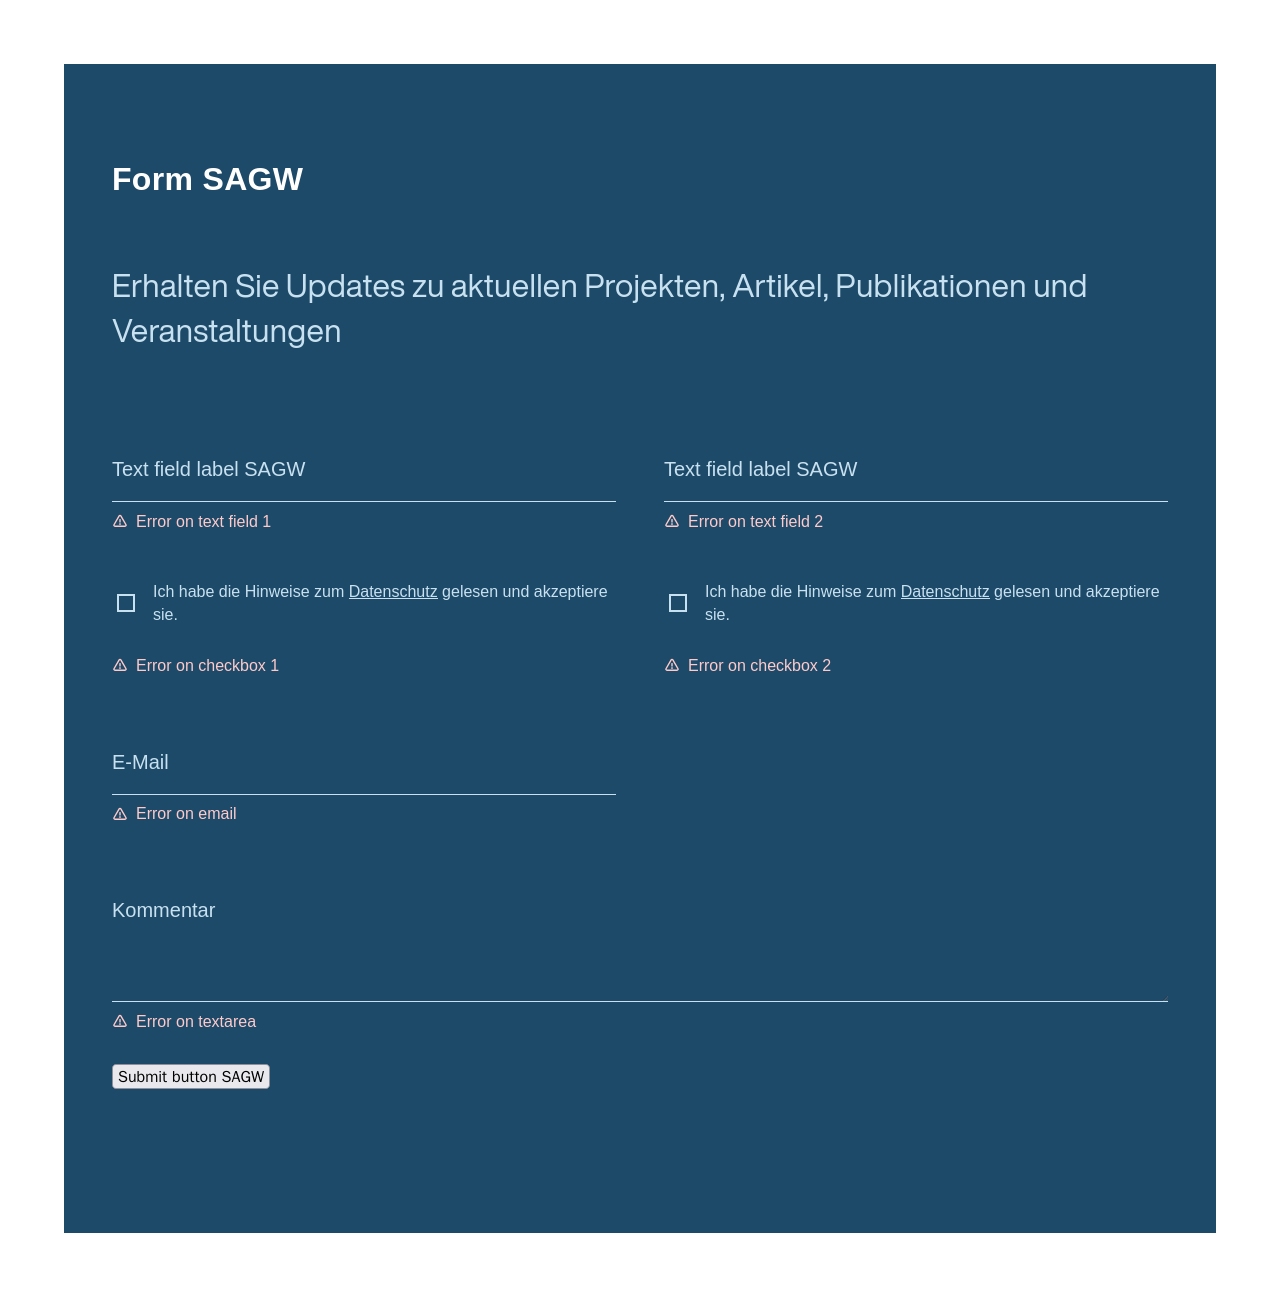 Form SAGW
Erhalten Sie Updates zu aktuellen Projekten, Artikel, Publikationen und
Veranstaltungen
Text field label SAGW
Error on text field 1
Text field label SAGW
Error on text field 2
Ich habe die Hinweise zum Datenschutz gelesen und akzeptiere
sie.
Error on checkbox 1
Ich habe die Hinweise zum Datenschutz gelesen und akzeptiere
sie.
Error on checkbox 2
E-Mail
Error on email
Kommentar
Error on textarea
Submit button SAGW